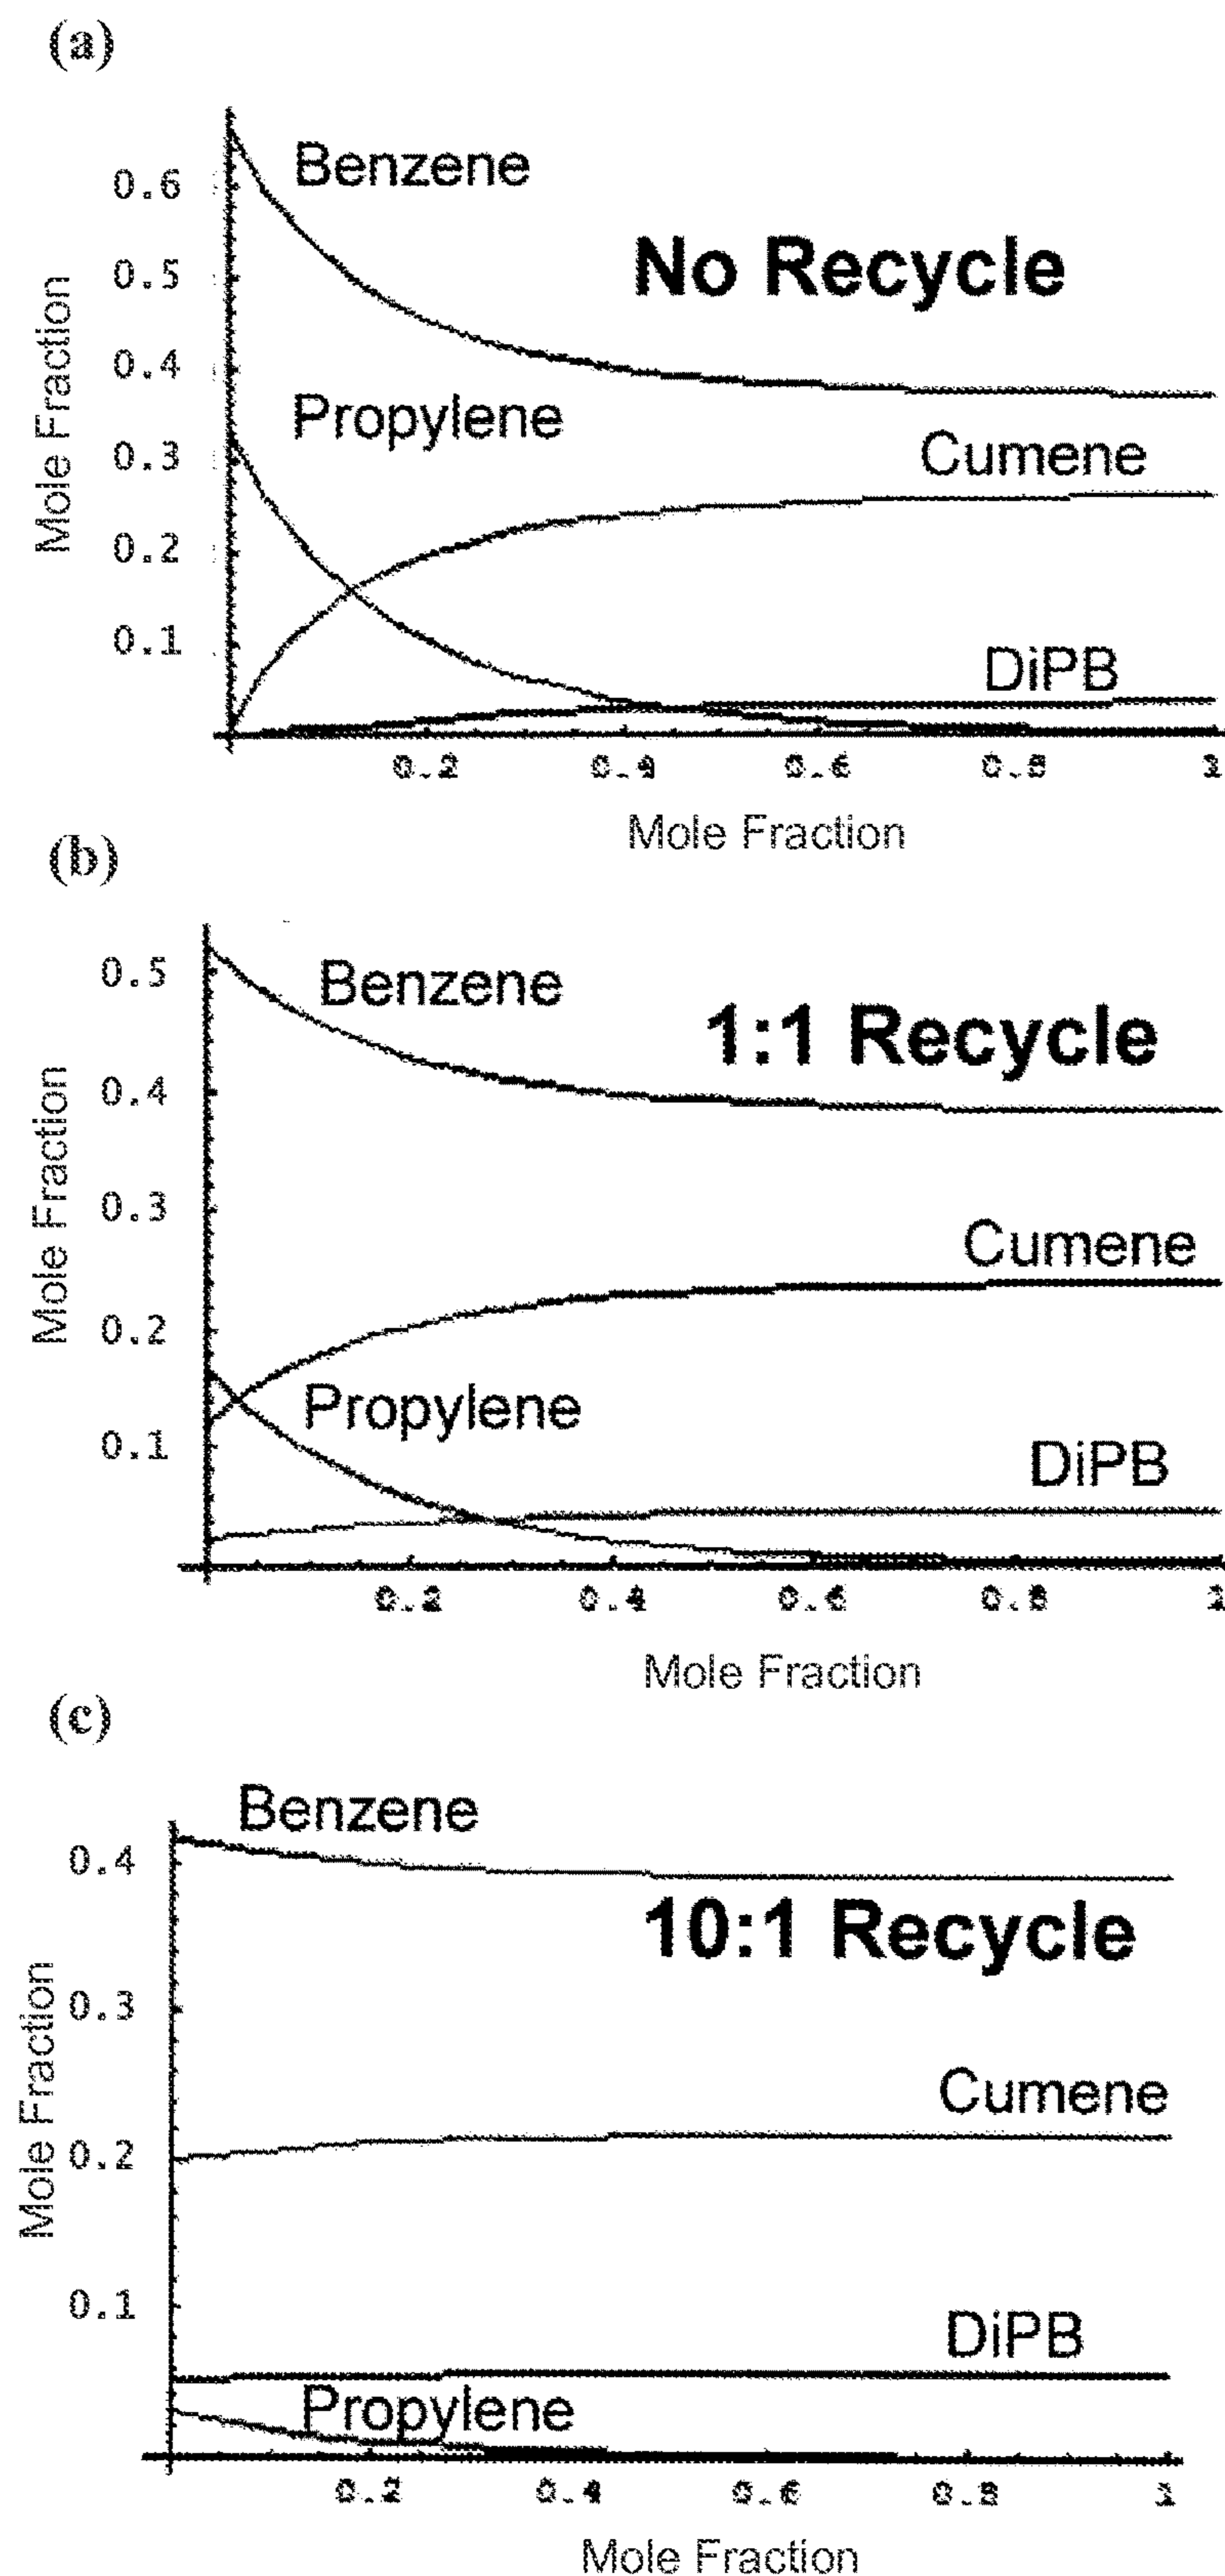 (a)
Benzene
0.6
No Recycle
0.5
0.4
Propylene
Cumene
0.3
0.2
0.1
DiPB
Mole Fraction
0.2 0.4 0.6 0.8 1
Mole Fraction
(b)
0.5
Benzene
1:1 Recycle
0.4
0.3
Cumene
0.2
Propylene
0.1
DiPB
Mole Fraction
0.2 0.4 0.6 0.8 1
Mole Fraction
(c)
Benzene
0.4
10:1 Recycle
0.3
Cumene
0.2
0.1
DiPB
Propylene
Mole Fraction
0.2 0.4 0.6 0.8 1
Mole Fraction